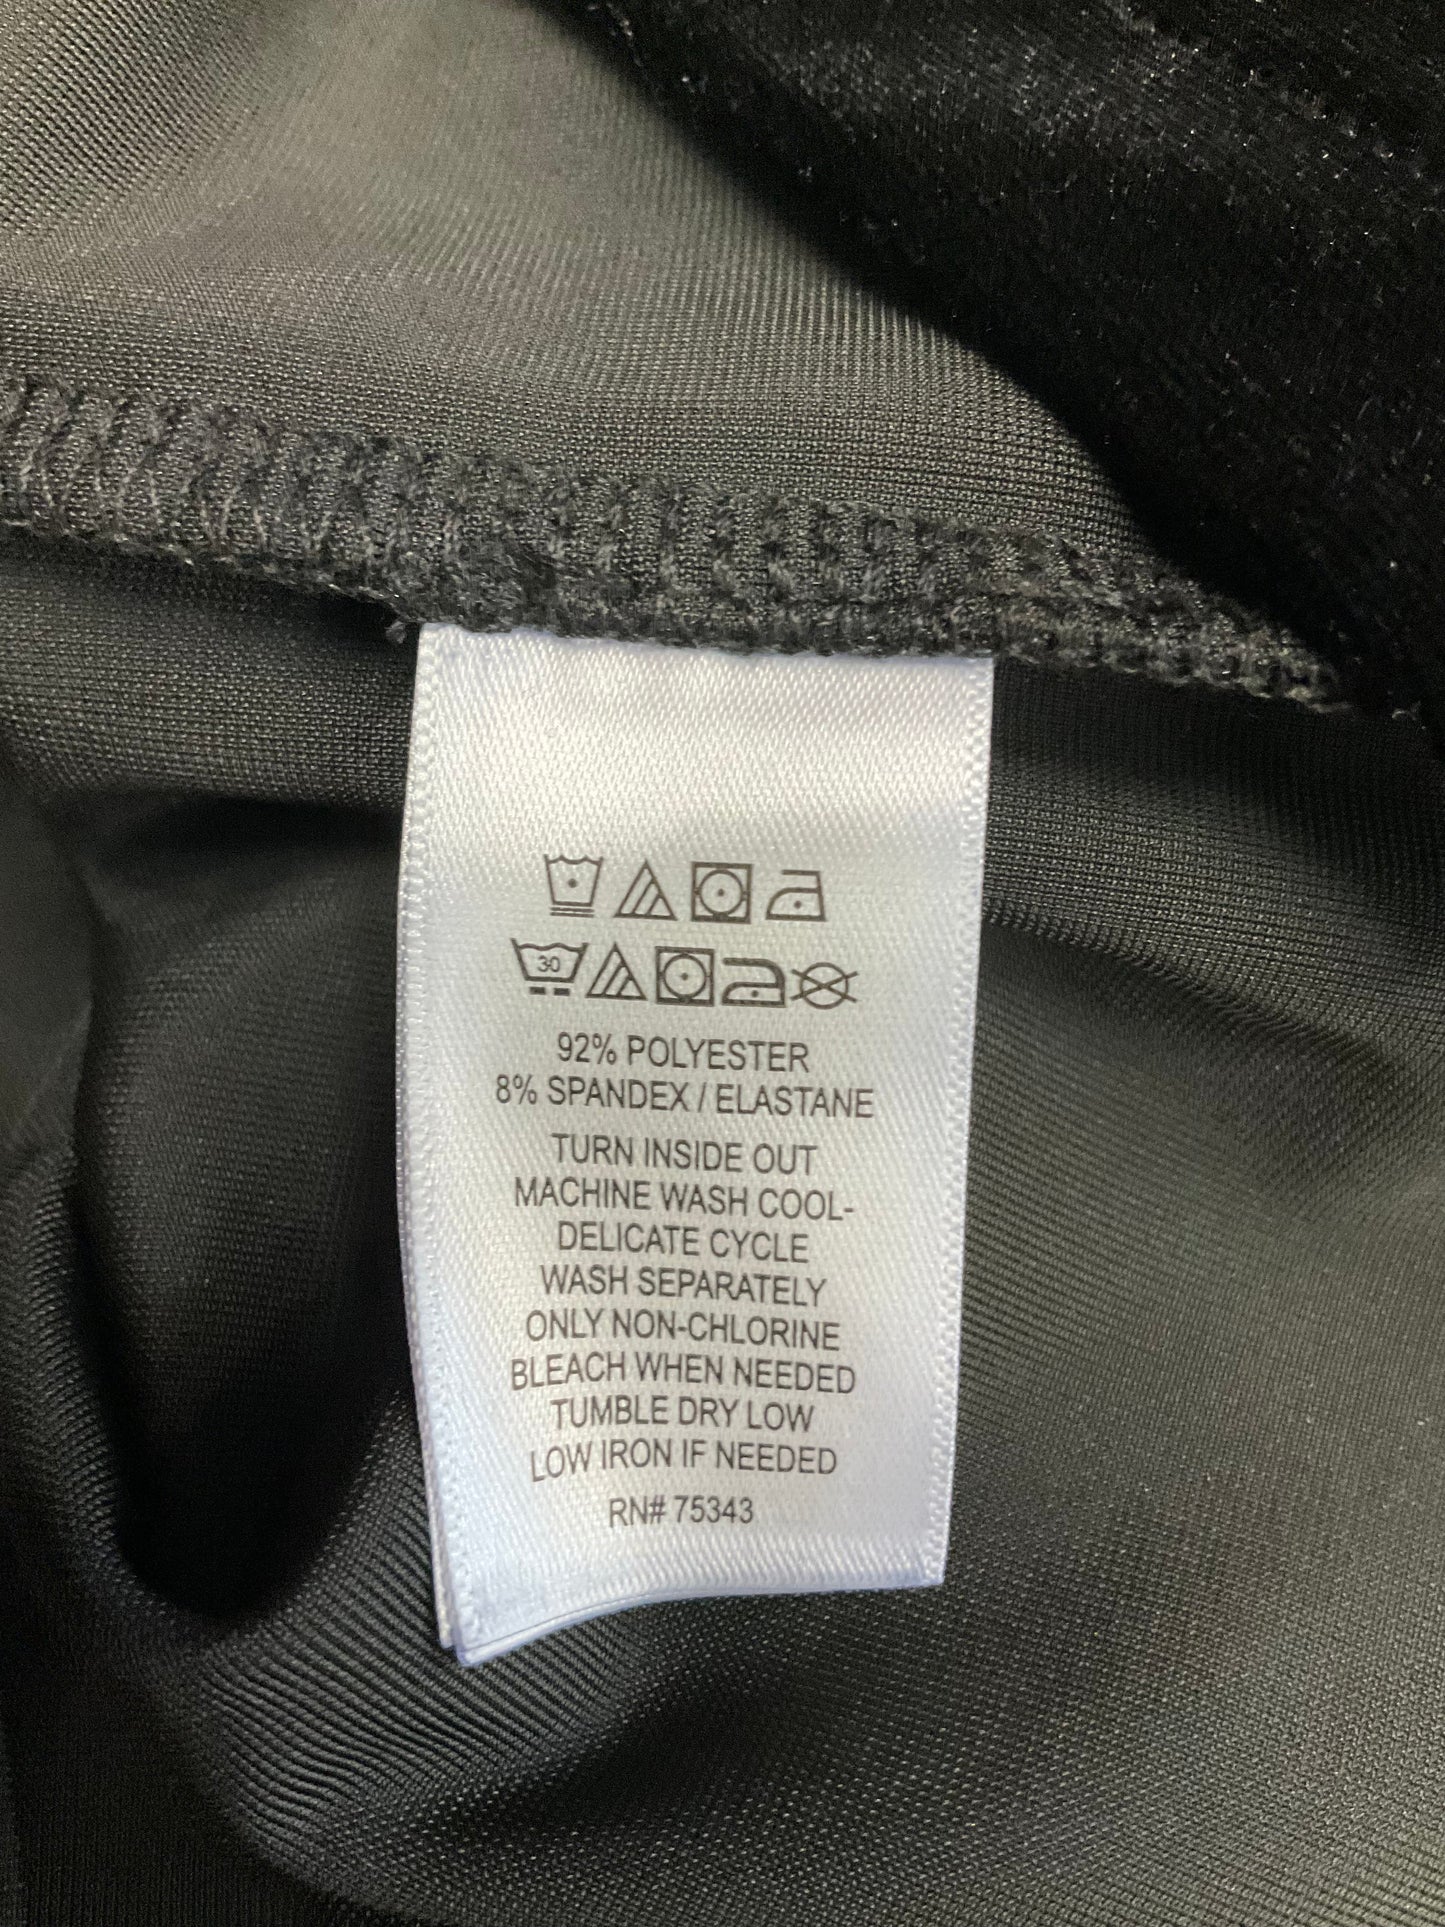 30
92% POLYESTER
8% SPANDEX / ELASTANE
TURN INSIDE OUT
MACHINE WASH COOL-
DELICATE CYCLE
WASH SEPARATELY
ONLY NON-CHLORINE
BLEACH WHEN NEEDED
TUMBLE DRY LOW
LOW IRON IF NEEDED
RN# 75343